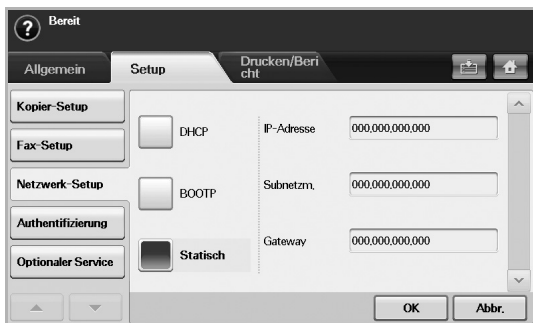 ? Bereit
Allgemein
Setup
Drucken/Beri
cht
Kopier-Setup
Fax-Setup
Netzwerk-Setup
Authentifizierung
Optionaler Service
DHCP
BOOTP
Statisch
IP-Adresse 000,000,000,000
Subnetzm. 000,000,000,000
Gateway 000,000,000,000
OK
Abbr.